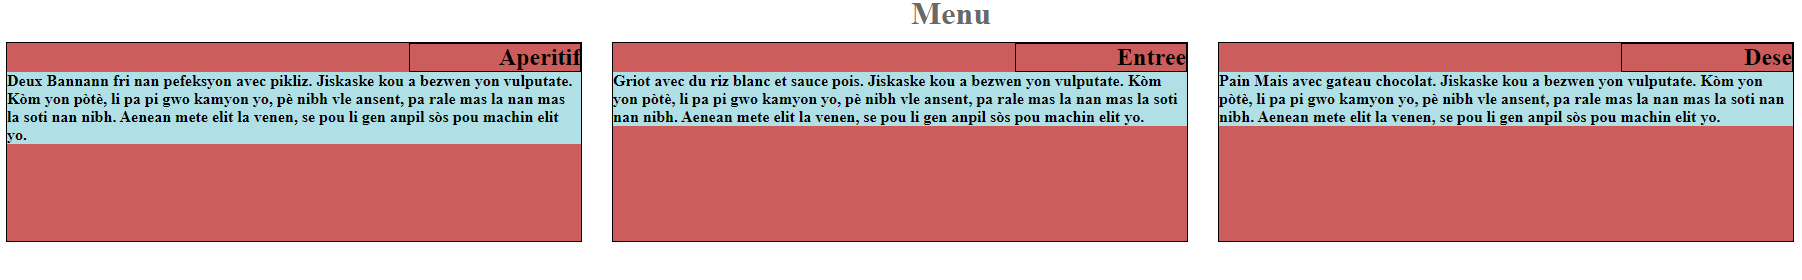 Menu
Aperitif
Deux Bannann fri nan pefeksyon avec pikliz. Jiskaske kou a bezwen yon vulputate.
Kòm yon pòtè, li pa pi gwo kamyon yo, pè nibh vle ansent, pa rale mas la nan mas
la soti nan nibh. Aenean mete elit la venen, se pou li gen anpil sòs pou machin elit
yo.
Entree
Griot avec du riz blanc et sauce pois. Jiskaske kou a bezwen yon vulputate. Kòm
yon pòtè, li pa pi gwo kamyon yo, pè nibh vle ansent, pa rale mas la nan mas la soti
nan nibh. Aenean mete elit la venen, se pou li gen anpil sòs pou machin elit yo.
Dese
Pain Mais avec gateau chocolat. Jiskaske kou a bezwen yon vulputate. Kòm yon
pòtè, li pa pi gwo kamyon yo, pè nibh vle ansent, pa rale mas la nan mas la soti nan
nibh. Aenean mete elit la venen, se pou li gen anpil sòs pou machin elit yo.